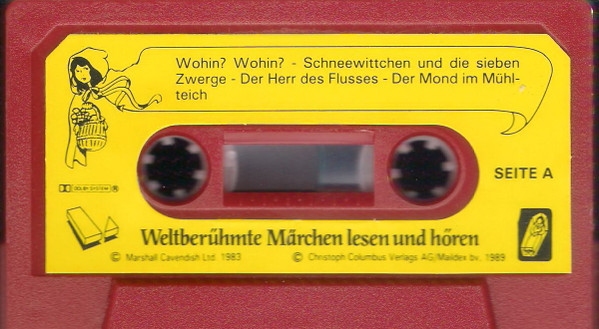 Wohin? Wohin? - Schneewittchen und die sieben
Zwerge - Der Herr des Flusses - Der Mond im Mühl-
teich
SEITE A
DOLBY SYSTEM ®
Weltberühmte Märchen lesen und hören
© Marshall Cavendish Ltd 1983
© Christoph Columbus Verlags AG/Maildex bv. 1989